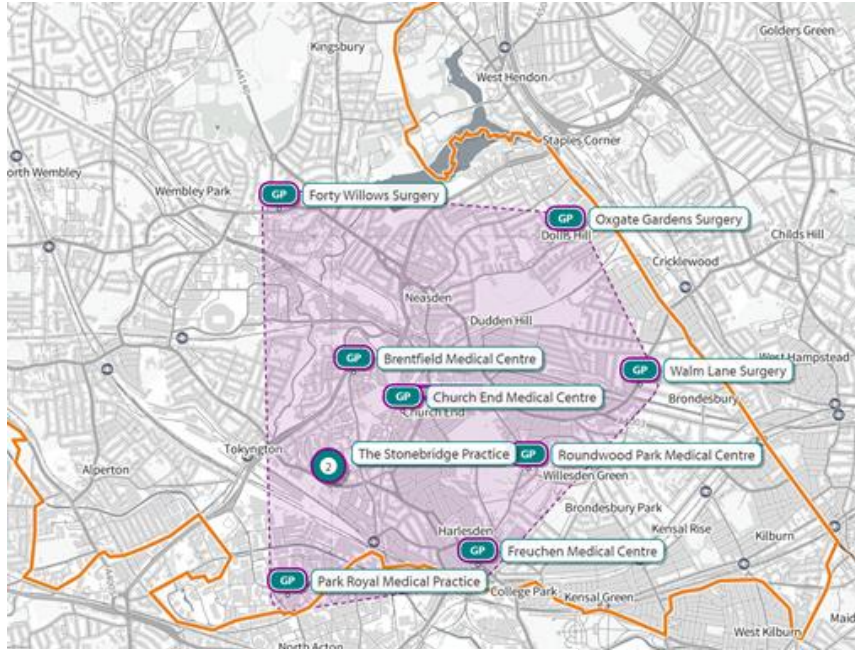 Golders Green
Kingsbury
West Hendon
A4140
Staples Corner
North Wembley
Wembley Park
GP Forty Willows Surgery
GP Oxgate Gardens Surgery
Dollis Hill
Childs Hill
Cricklewood
Neasden
Dudden Hill
GP Brentfield Medical Centre
West Hampstead
GP Walm Lane Surgery
GP Church End Medical Centre
Church End
Brondesbury
Tokyngton
2 The Stonebridge Practice
GP Roundwood Park Medical Centre
Alperton
Willesden Green
Brondesbury Park
Kensal Rise
Kilburn
Harlesden
GP Freuchen Medical Centre
GP Park Royal Medical Practice
College Park
Kensal Green
West Kilburn
North Acton